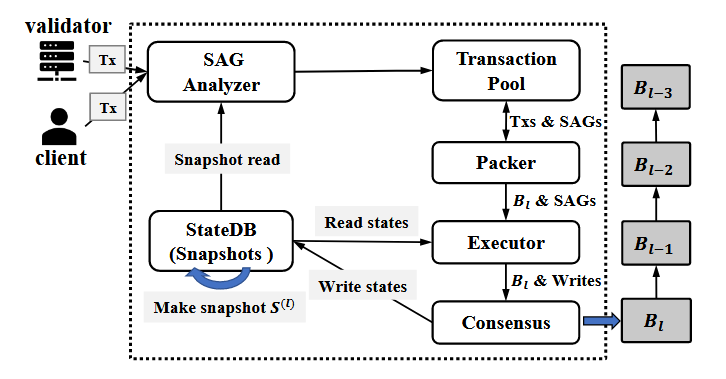 validator
Tx
Tx
client
SAG
Analyzer
Transaction
Pool
Txs & SAGs
Snapshot read
Packer
B_l & SAGs
StateDB
(Snapshots )
Read states
Executor
Write states
B_l & Writes
Make snapshot S^(l)
Consensus
B_{l-3}
B_{l-2}
B_{l-1}
B_l